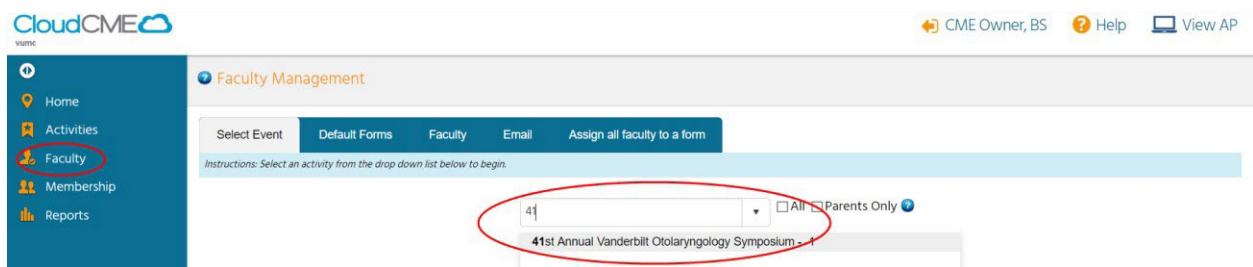 CloudCME
vumc
CME Owner, BS Help View AP
Home
Activities
Faculty
Membership
Reports
Faculty Management
Select Event Default Forms Faculty Email Assign all faculty to a form
Instructions: Select an activity from the drop down list below to begin.
41 All Parents Only
41st Annual Vanderbilt Otolaryngology Symposium -